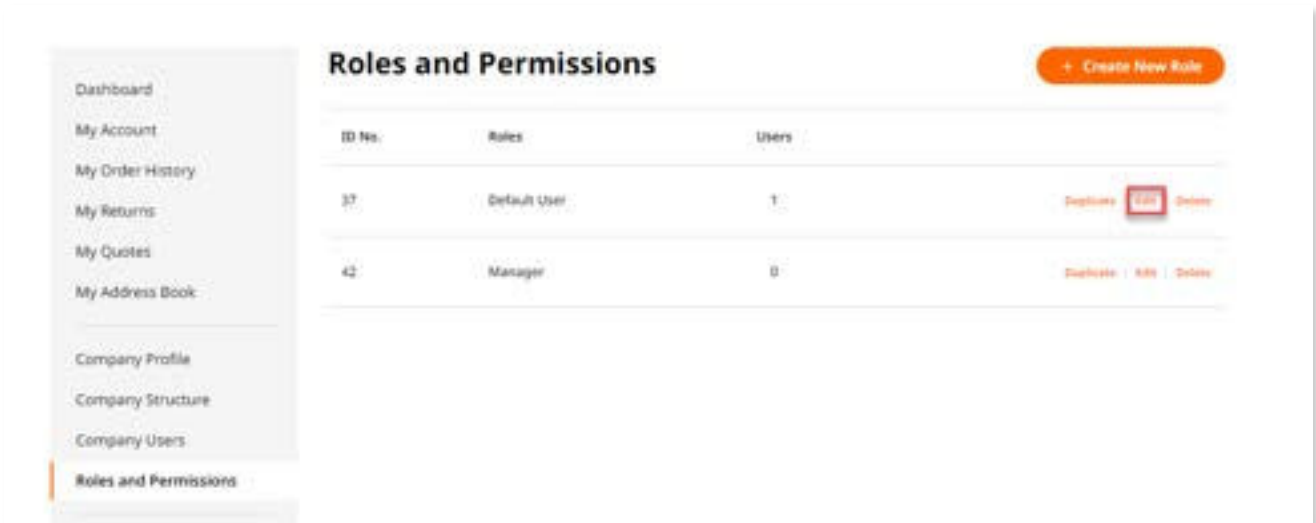 Roles and Permissions
+ Create New Role
Dashboard
My Account
My Order History
My Returns
My Quotes
My Address Book
Company Profile
Company Structure
Company Users
Roles and Permissions
ID No. Roles Users
37 Default User 1 Duplicate Edit Delete
42 Manager 0 Duplicate | Edit | Delete